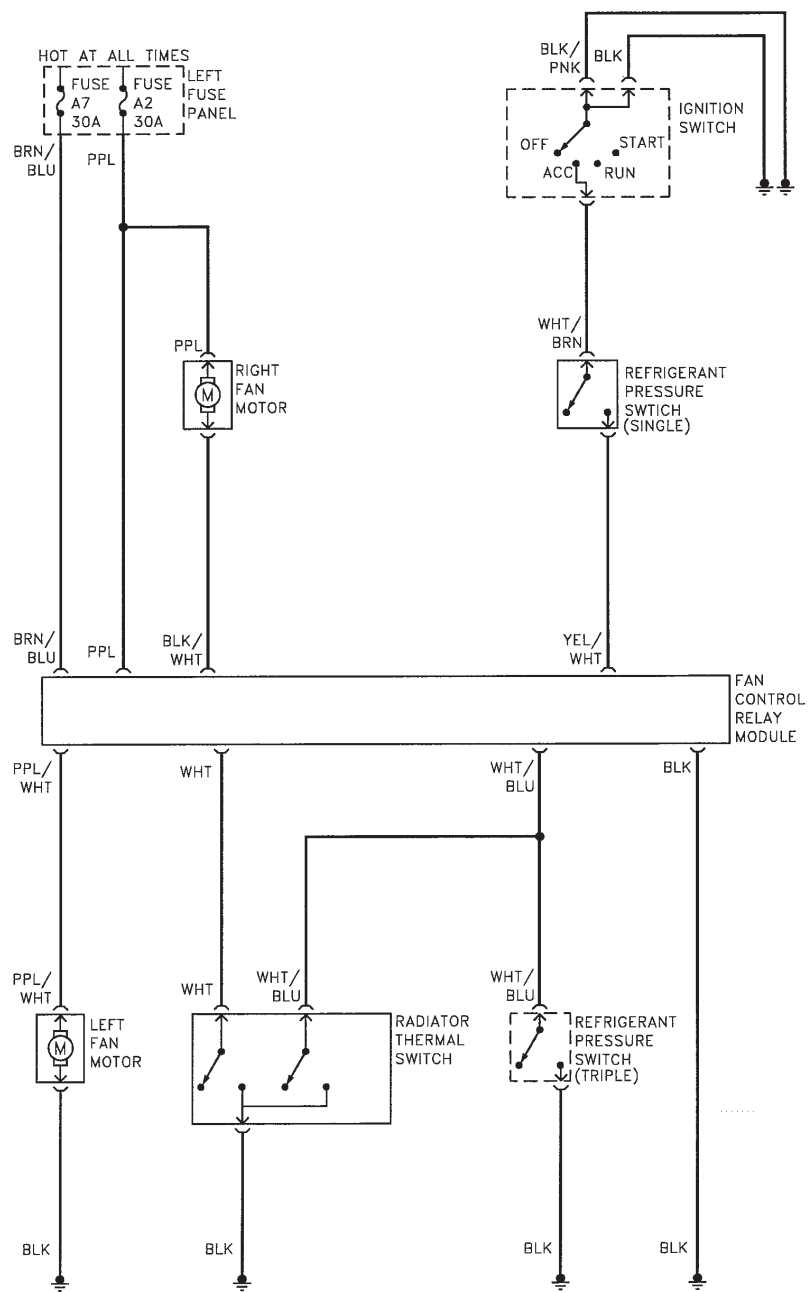 HOT AT ALL TIMES
FUSE
A7
30A
FUSE
A2
30A
LEFT
FUSE
PANEL
BRN/
BLU
PPL
BLK/
PNK
BLK
IGNITION
SWITCH
OFF
START
ACC
RUN
WHT/
BRN
PPL
RIGHT
FAN
MOTOR
M
REFRIGERANT
PRESSURE
SWTICH
(SINGLE)
BRN/
BLU
PPL
BLK/
WHT
YEL/
WHT
FAN
CONTROL
RELAY
MODULE
PPL/
WHT
WHT
WHT/
BLU
BLK
PPL/
WHT
WHT
WHT/
BLU
WHT/
BLU
LEFT
FAN
MOTOR
M
RADIATOR
THERMAL
SWITCH
REFRIGERANT
PRESSURE
SWITCH
(TRIPLE)
BLK
BLK
BLK
BLK